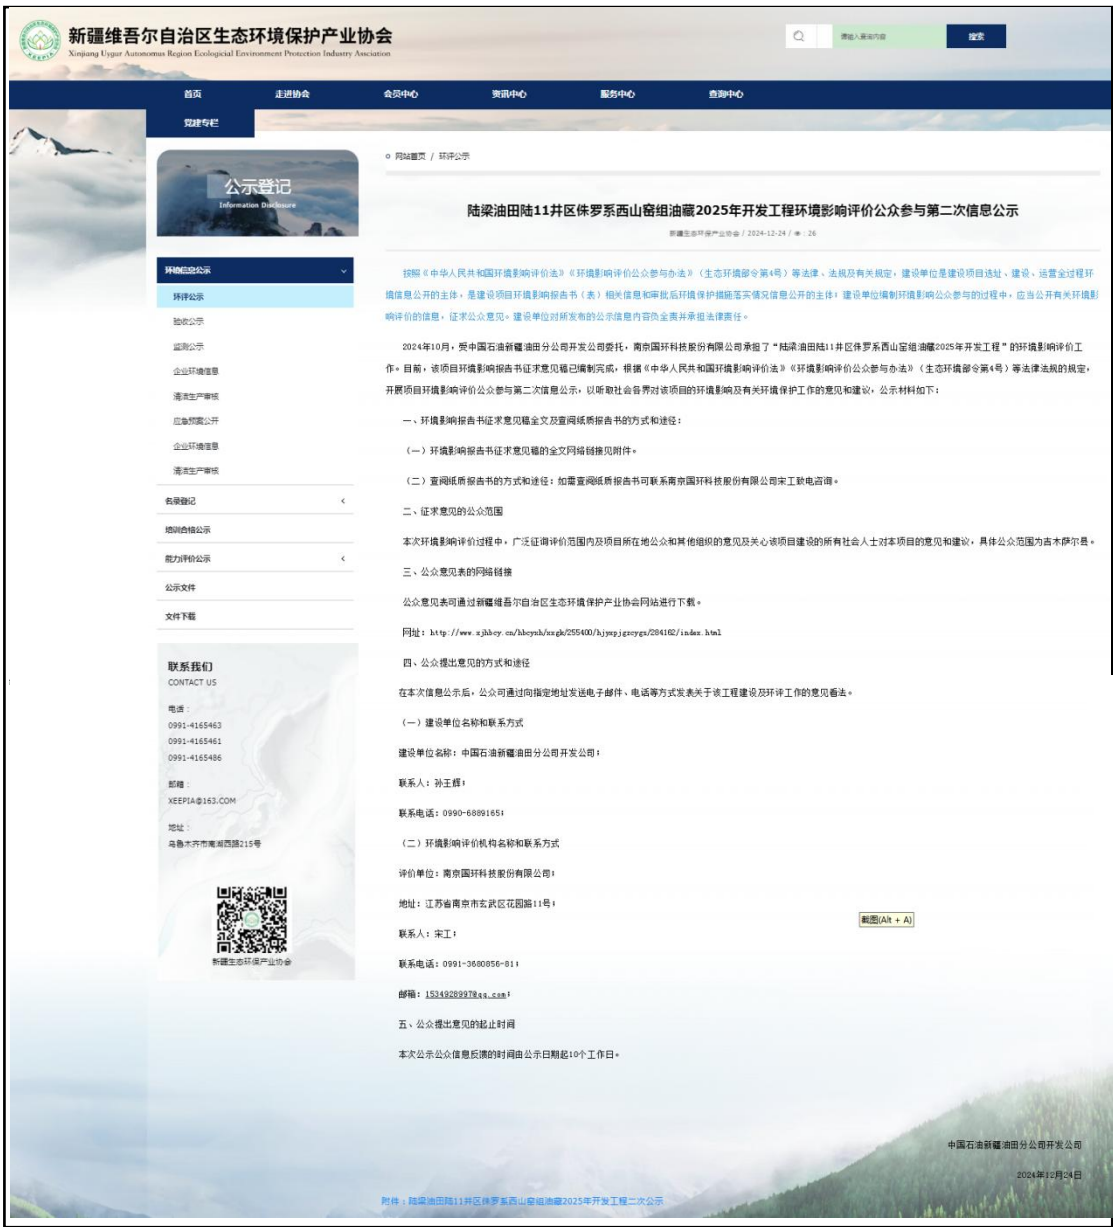 新疆维吾尔自治区生态环境保护产业协会
Xinjiang Uygur Autonomus Region Ecologicial Environment Protection Industry Assciation
请输入要询内容
搜索
首页 走进协会 会员中心 资讯中心 服务中心 查询中心
党建专栏
网站首页 / 环评公示
公示登记
Information Disclosure
陆梁油田陆11井区侏罗系西山窑组油藏2025年开发工程环境影响评价公众参与第二次信息公示
新疆生态环保产业协会 / 2024-12-24 / : 26
环境信息公示
环评公示
验收公示
监测公示
企业环境信息
清洁生产审核
应急预案公开
企业环境信息
清洁生产审核
名录登记
培训合格公示
能力评价公示
公示文件
文件下载
联系我们
CONTACT US
电话：
0991-4165463
0991-4165461
0991-4165486
邮箱：
XEEPIA@163.COM
地址：
乌鲁木齐市南湖西路215号
新疆生态环保产业协会
按照《中华人民共和国环境影响评价法》《环境影响评价公众参与办法》（生态环境部令第4号）等法律、法规及有关规定，建设单位是建设项目选址、建设、运营全过程环
境信息公开的主体，是建设项目环境影响报告书（表）相关信息和审批后环境保护措施落实情况信息公开的主体；建设单位编制环境影响公众参与的过程中，应当公开有关环境影
响评价的信息，征求公众意见。建设单位对所发布的公示信息内容负全责并承担法律责任。
2024年10月，受中国石油新疆油田分公司开发公司委托，南京国环科技股份有限公司承担了“陆梁油田陆11井区侏罗系西山窑组油藏2025年开发工程”的环境影响评价工
作。目前，该项目环境影响报告书征求意见稿已编制完成，根据《中华人民共和国环境影响评价法》《环境影响评价公众参与办法》（生态环境部令第4号）等法律法规的规定，
开展项目环境影响评价公众参与第二次信息公示，以听取社会各界对该项目的环境影响及有关环境保护工作的意见和建议，公示材料如下：
一、环境影响报告书征求意见稿全文及查阅纸质报告书的方式和途径：
（一）环境影响报告书征求意见稿的全文网络链接见附件。
（二）查阅纸质报告书的方式和途径：如需查阅纸质报告书可联系南京国环科技股份有限公司宋工致电咨询。
二、征求意见的公众范围
本次环境影响评价过程中，广泛征询评价范围内及项目所在地公众和其他组织的意见及关心该项目建设的所有社会人士对本项目的意见和建议，具体公众范围为吉木萨尔县。
三、公众意见表的网络链接
公众意见表可通过新疆维吾尔自治区生态环境保护产业协会网站进行下载。
网址：http://www.xjhbcy.cn/hbcyxh/xxgk/255400/hjyxpjgzcygs/284162/index.html
四、公众提出意见的方式和途径
在本次信息公示后，公众可通过向指定地址发送电子邮件、电话等方式发表关于该工程建设及环评工作的意见看法。
（一）建设单位名称和联系方式
建设单位名称：中国石油新疆油田分公司开发公司；
联系人：孙王辉；
联系电话：0990-6889165；
（二）环境影响评价机构名称和联系方式
评价单位：南京国环科技股份有限公司；
地址：江苏省南京市玄武区花园路11号；
联系人：宋工；
联系电话：0991-3680856-81；
邮箱：1534928997@qq.com；
五、公众提出意见的起止时间
本次公示公众信息反馈的时间由公示日期起10个工作日。
截图(Alt + A)
中国石油新疆油田分公司开发公司
2024年12月24日
附件：陆梁油田陆11井区侏罗系西山窑组油藏2025年开发工程二次公示